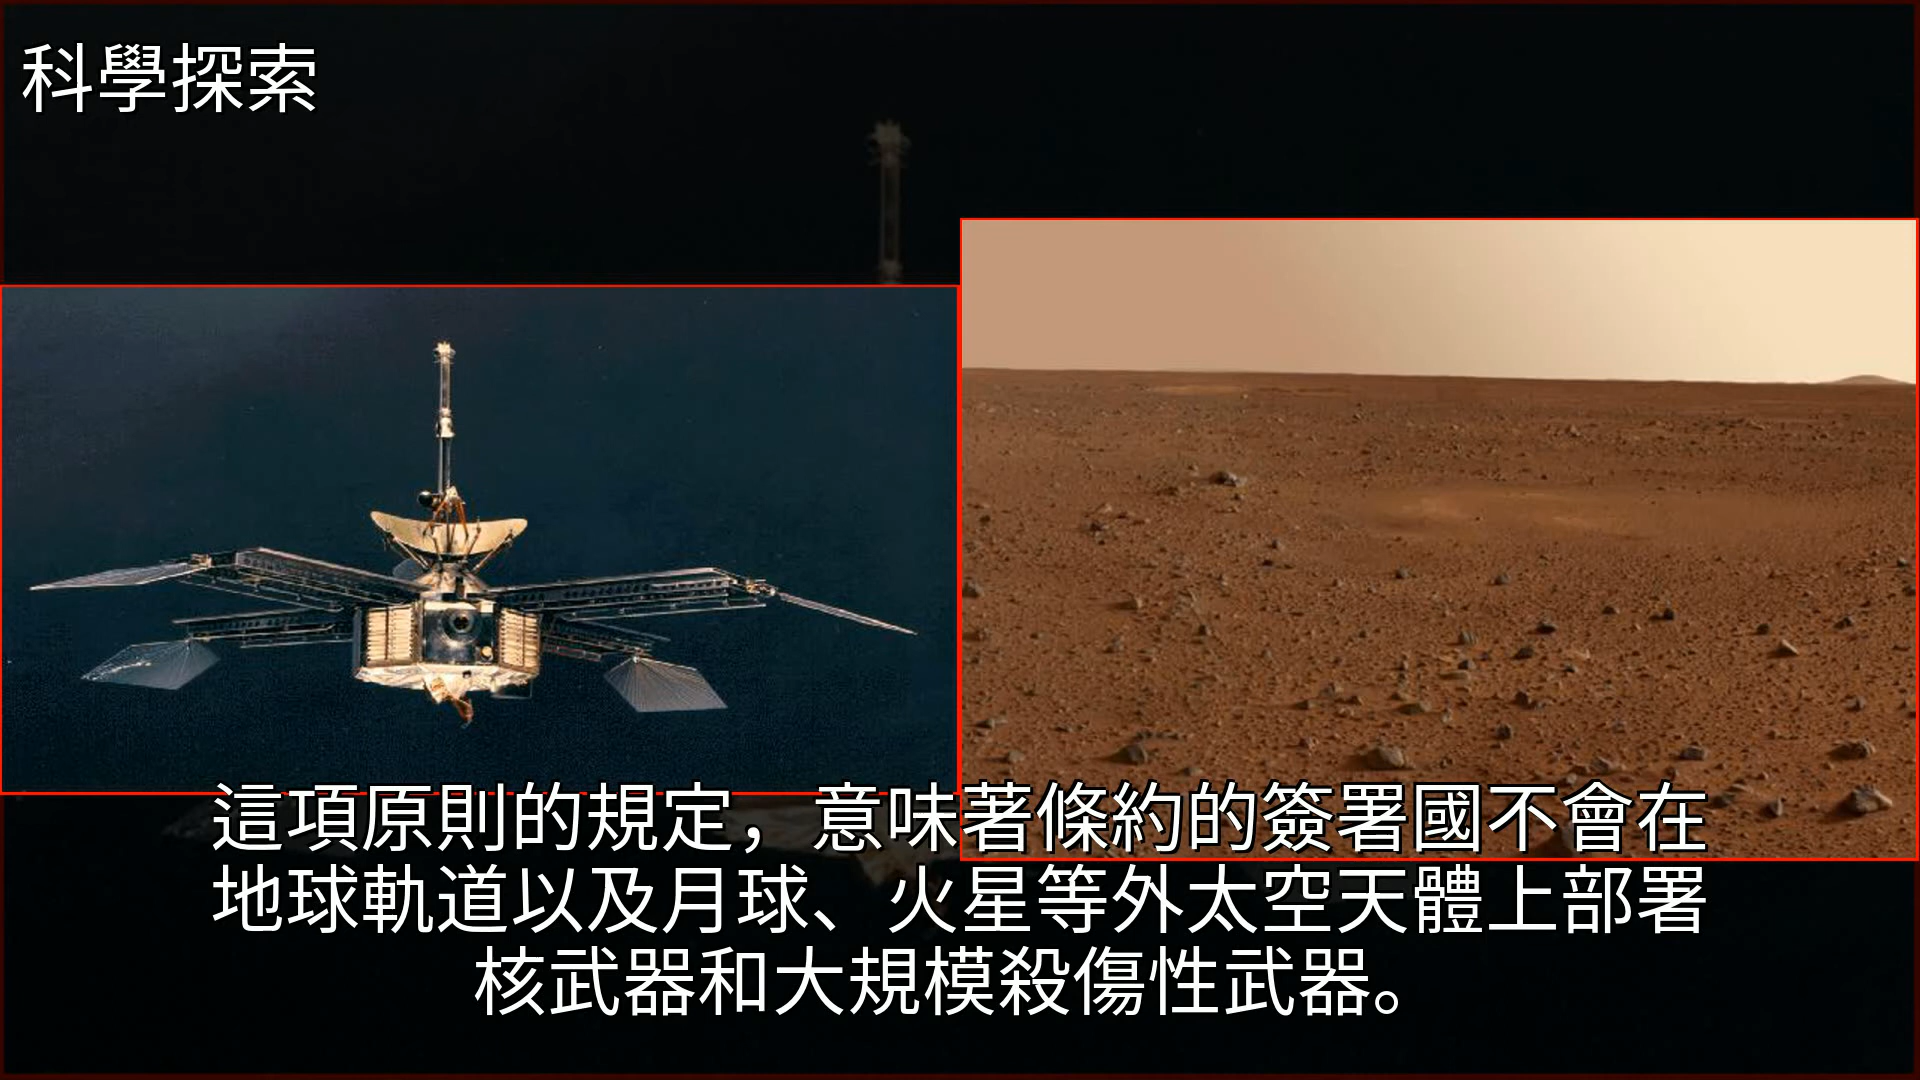 科學探索
這項原則的規定，意味著條約的簽署國不會在
地球軌道以及月球、火星等外太空天體上部署
核武器和大規模殺傷性武器。